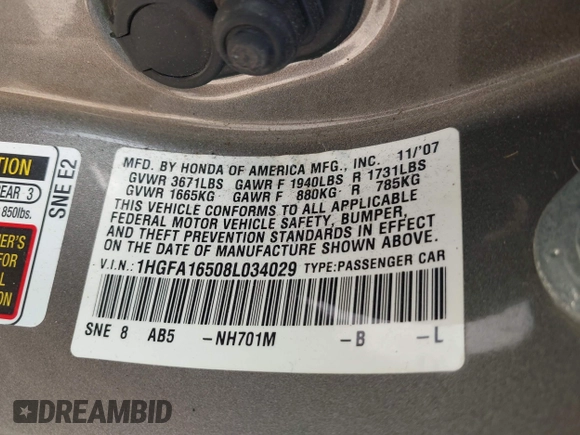 TION
EAR 3
850lbs.
SNE E2
ER'S
FOR
L
ION
MFD. BY HONDA OF AMERICA MFG., INC. 11/'07
GVWR 3671LBS GAWR F 1940LBS R 1731LBS
GVWR 1665KG GAWR F 880KG R 785KG
THIS VEHICLE CONFORMS TO ALL APPLICABLE
FEDERAL MOTOR VEHICLE SAFETY, BUMPER,
AND THEFT PREVENTION STANDARDS IN EFFECT
ON THE DATE OF MANUFACTURE SHOWN ABOVE.
V.I.N.: 1HGFA16508L034029 TYPE:PASSENGER CAR
SNE 8 AB5 -NH701M -B -L
DREAMBID